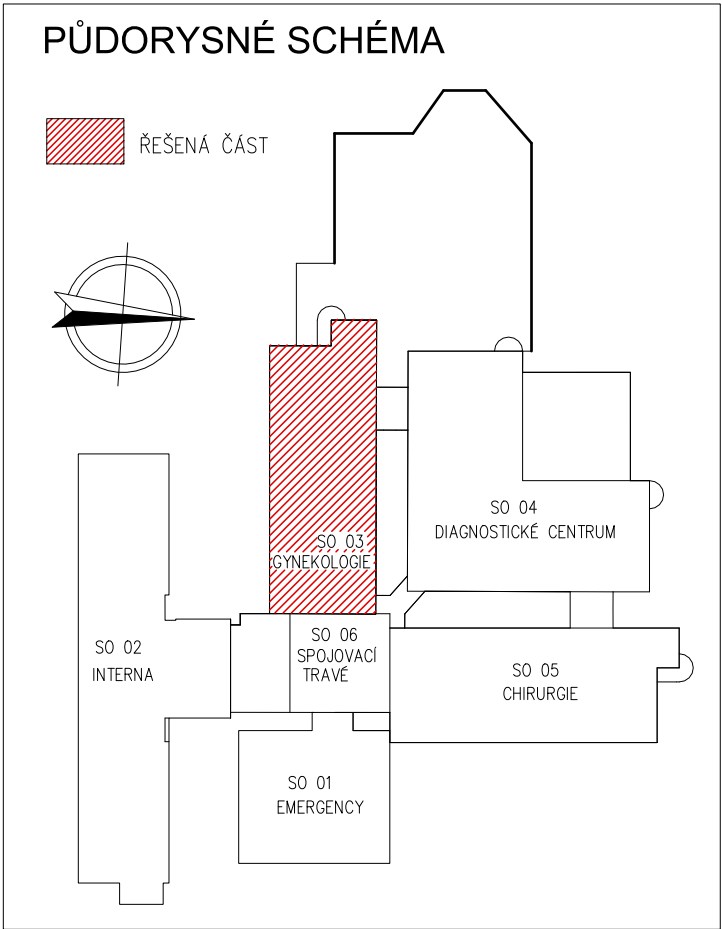 PŮDORYSNÉ SCHÉMA
ŘEŠENÁ ČÁST
SO 04
DIAGNOSTICKÉ CENTRUM
SO 03
GYNEKOLOGIE
SO 06
SPOJOVACÍ
TRAVÉ
SO 02
INTERNA
SO 05
CHIRURGIE
SO 01
EMERGENCY